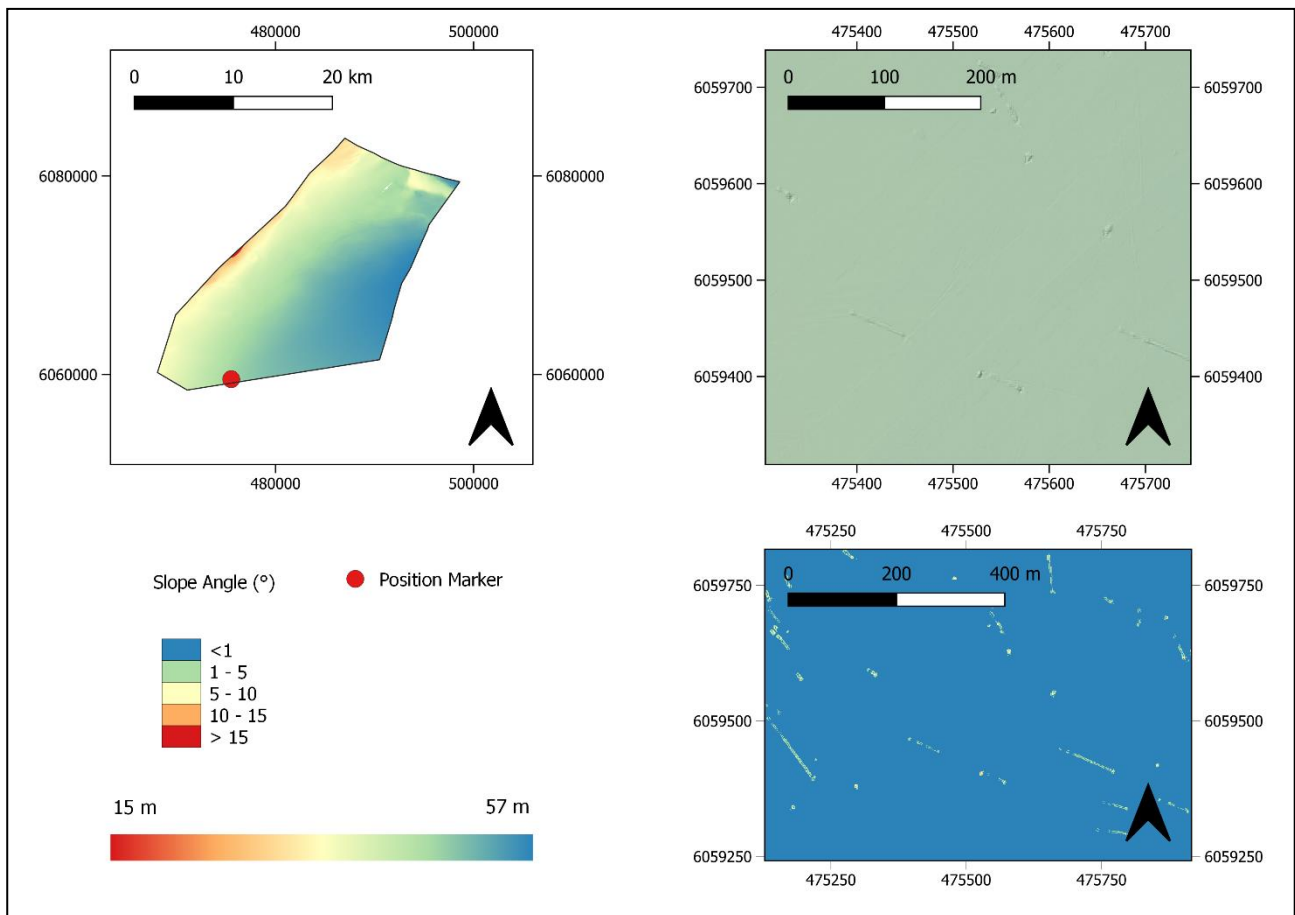 480000 500000
0 10 20 km
6080000 6080000
6060000 6060000
480000 500000
475400 475500 475600 475700
0 100 200 m
6059700 6059700
6059600 6059600
6059500 6059500
6059400 6059400
475400 475500 475600 475700
Slope Angle (°)
Position Marker
<1
1 - 5
5 - 10
10 - 15
> 15
15 m 57 m
475250 475500 475750
0 200 400 m
6059750 6059750
6059500 6059500
6059250 6059250
475250 475500 475750